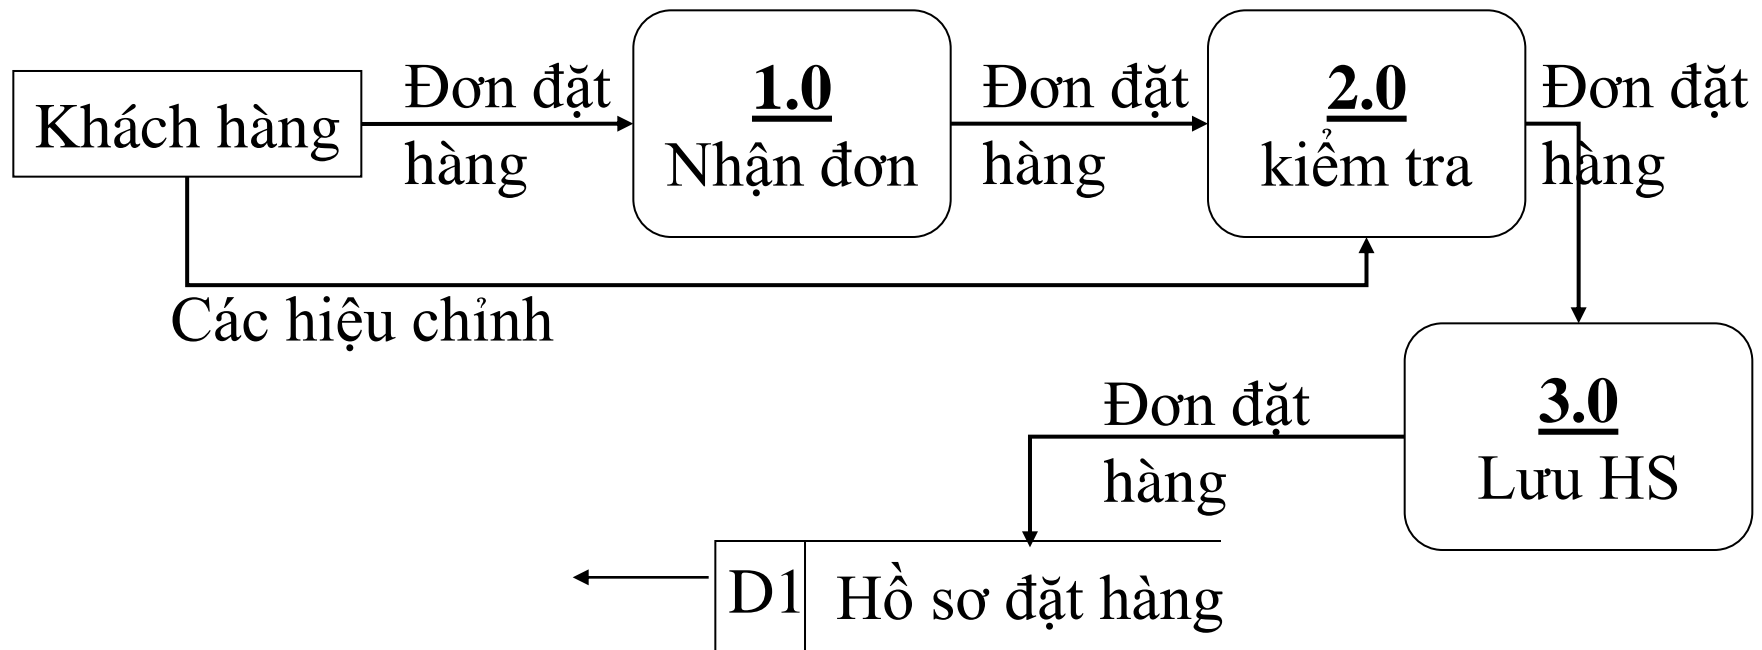 Khách hàng
Đơn đặt
hàng
1.0
Nhận đơn
Đơn đặt
hàng
2.0
kiểm tra
Đơn đặt
hàng
Các hiệu chỉnh
3.0
Lưu HS
Đơn đặt
hàng
D1 Hồ sơ đặt hàng